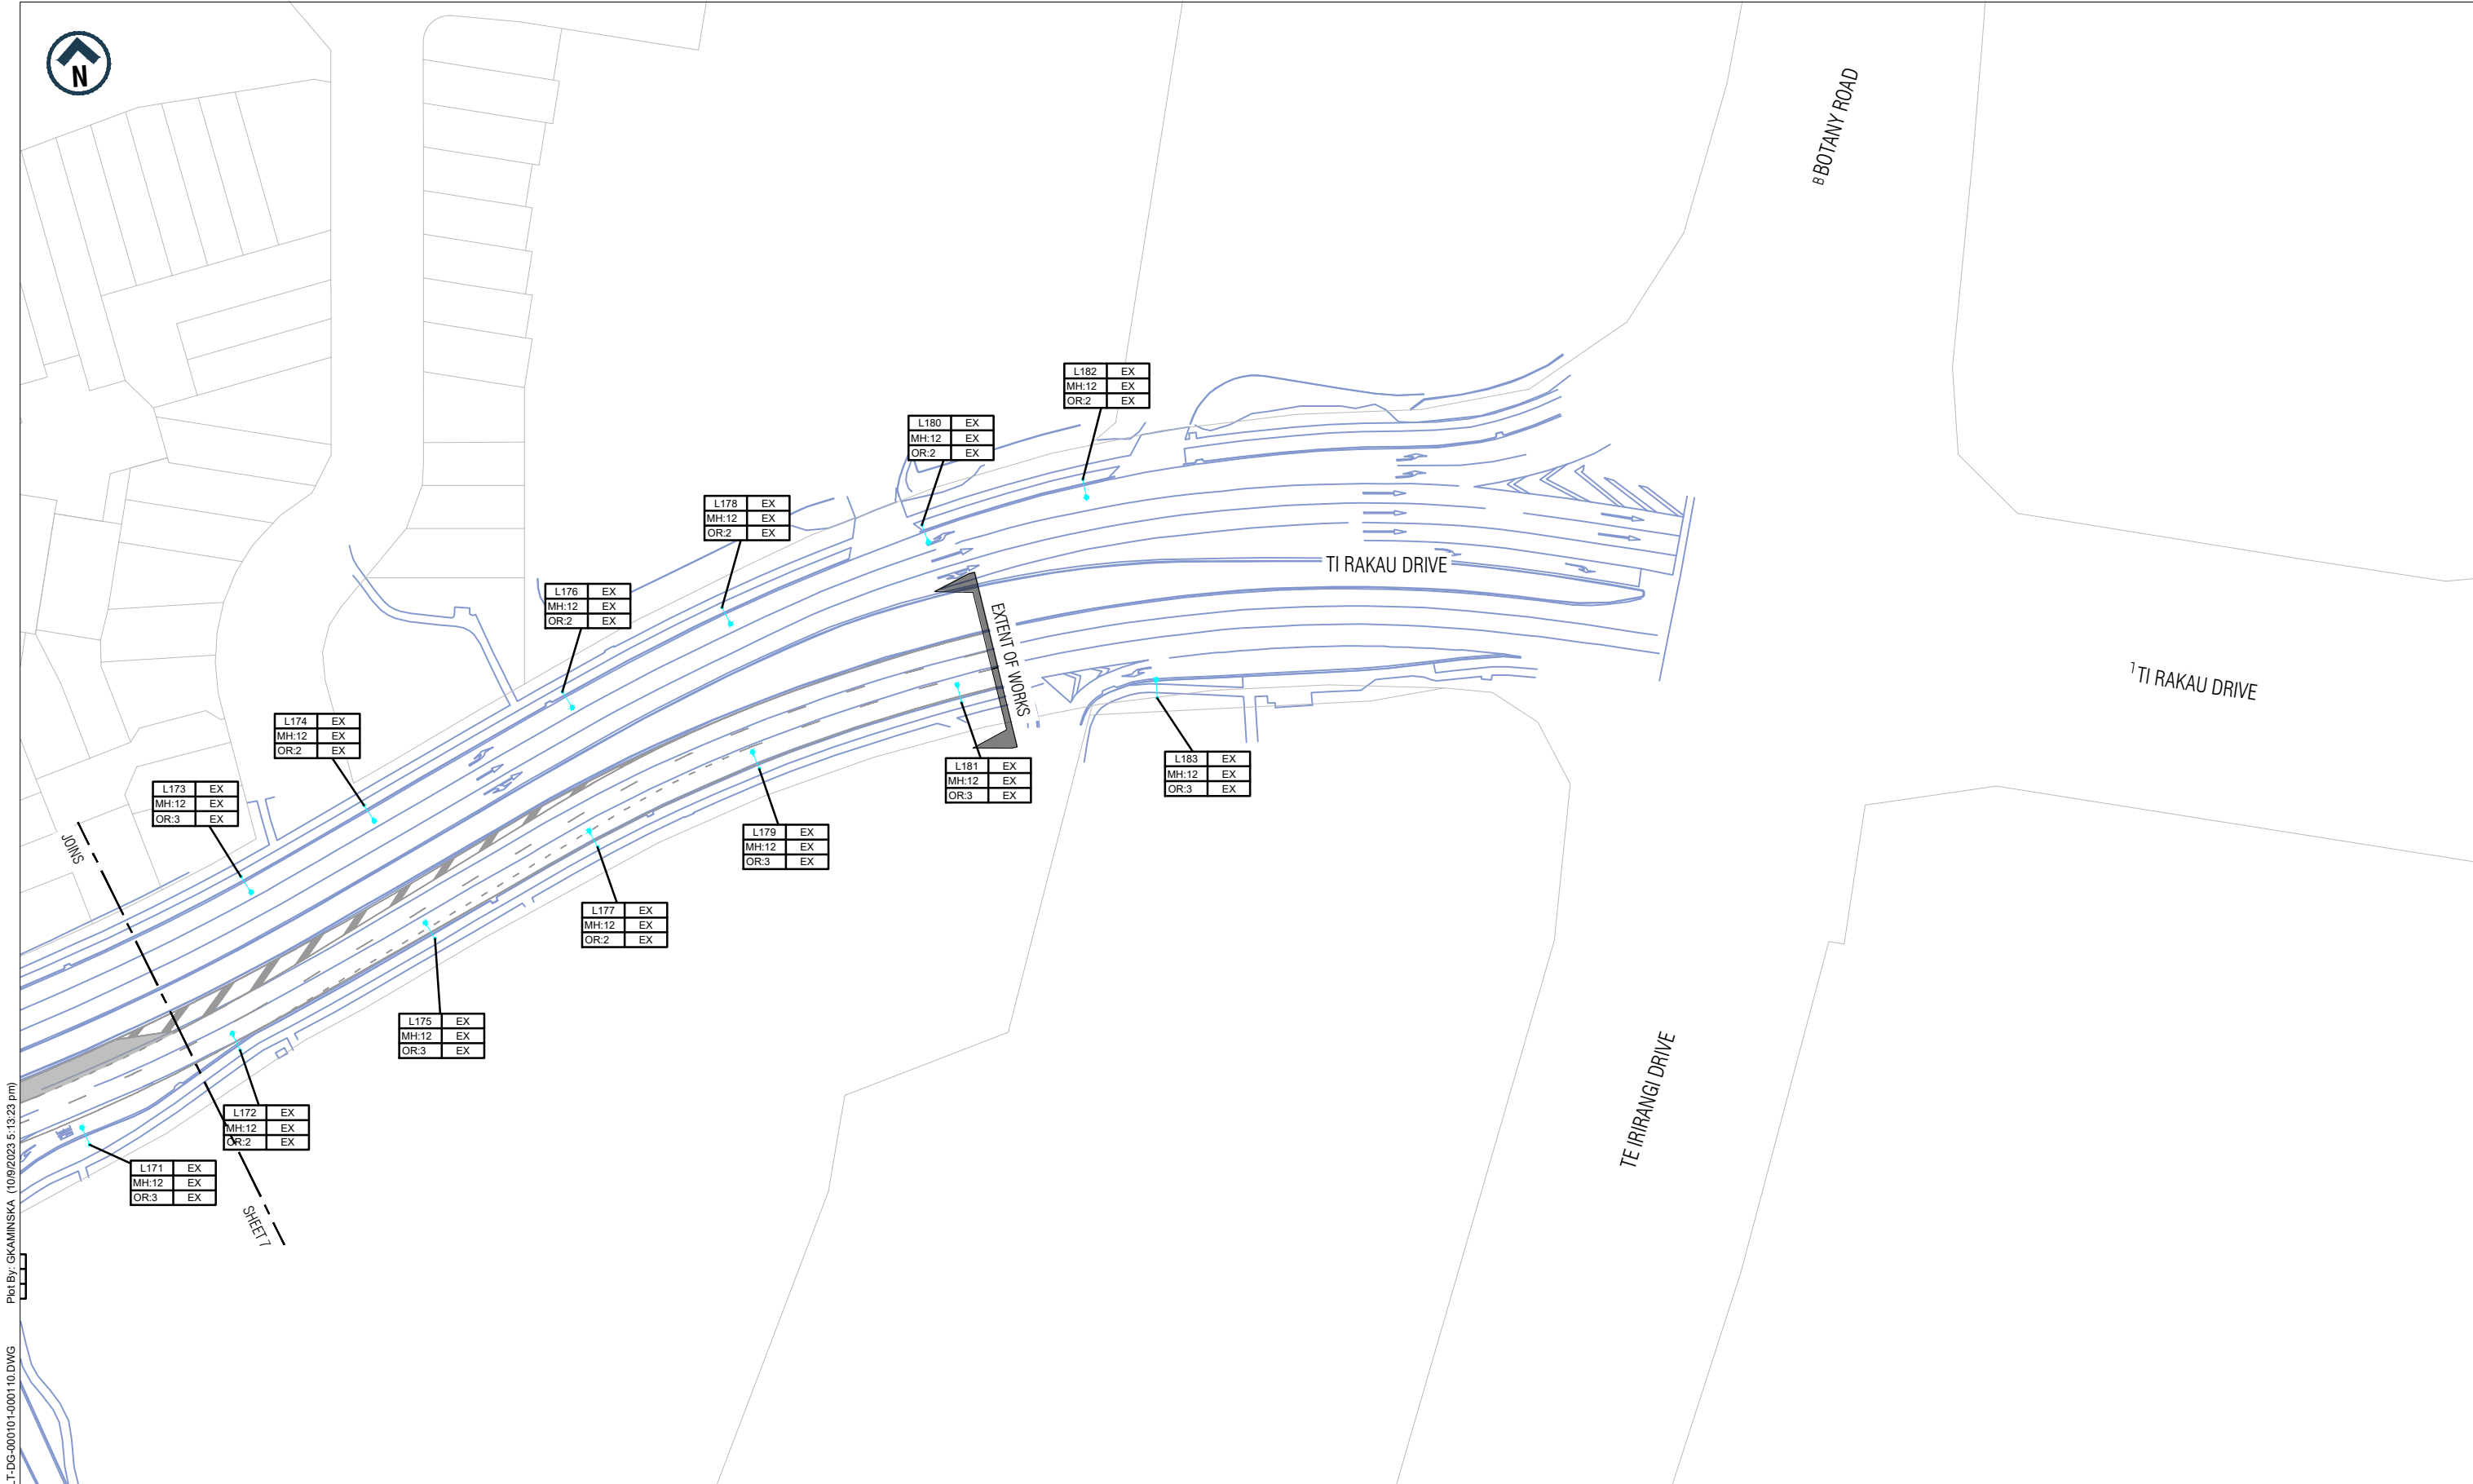 N
BOTANY ROAD
L182 EX
MH:12 EX
OR:2 EX
L180 EX
MH:12 EX
OR:2 EX
L178 EX
MH:12 EX
OR:2 EX
TI RAKAU DRIVE
L176 EX
MH:12 EX
OR:2 EX
EXTENT OF WORKS
TI RAKAU DRIVE
L174 EX
MH:12 EX
OR:2 EX
L183 EX
MH:12 EX
OR:3 EX
L181 EX
MH:12 EX
OR:3 EX
L173 EX
MH:12 EX
OR:3 EX
JOINS
L179 EX
MH:12 EX
OR:3 EX
L177 EX
MH:12 EX
OR:2 EX
L175 EX
MH:12 EX
OR:3 EX
TE IRIRANGI DRIVE
L172 EX
MH:12 EX
OR:2 EX
L171 EX
MH:12 EX
OR:3 EX
SHEET 7
Plot By: GKAMINSKA (10/9/2023 5:13:23 pm)
LT-DG-000101-000110.DWG